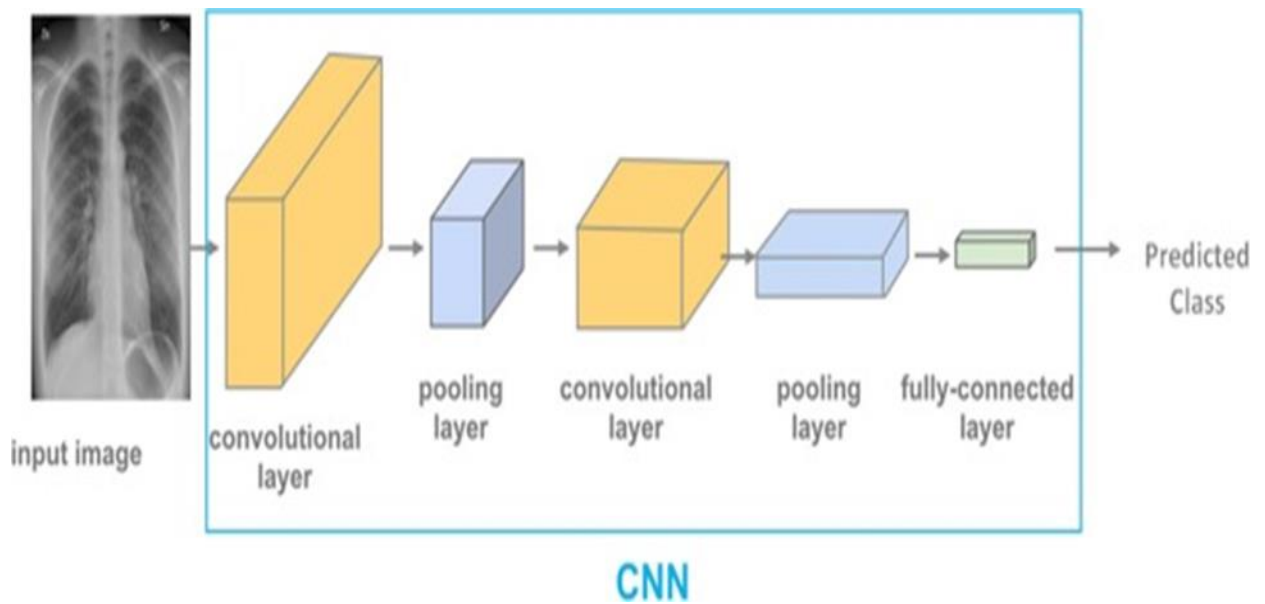 input image
convolutional
layer
pooling
layer
convolutional
layer
pooling
layer
fully-connected
layer
Predicted
Class
CNN